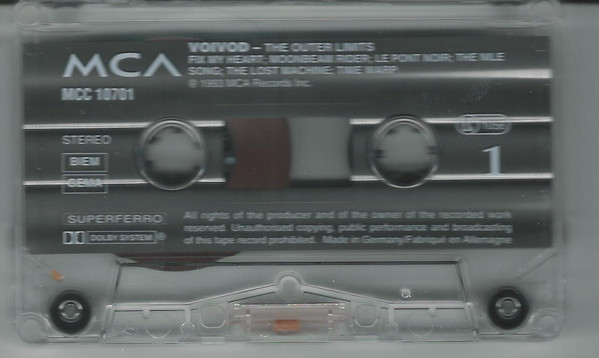 MCA
MCC 10701
VOIVOD – THE OUTER LIMITS
FIX MY HEART; MOONBEAM RIDER; LE PONT NOIR; THE NILE
SONG; THE LOST MACHINE; TIME WARP
℗ 1993 MCA Records Inc.
STEREO
BIEM
GEMA
1
SUPERFERRO
DOLBY SYSTEM ®
All rights of the producer and of the owner of the recorded work
reserved. Unauthorised copying, public performance and broadcasting
of this tape record prohibited. Made in Germany/Fabriqué en Allemagne